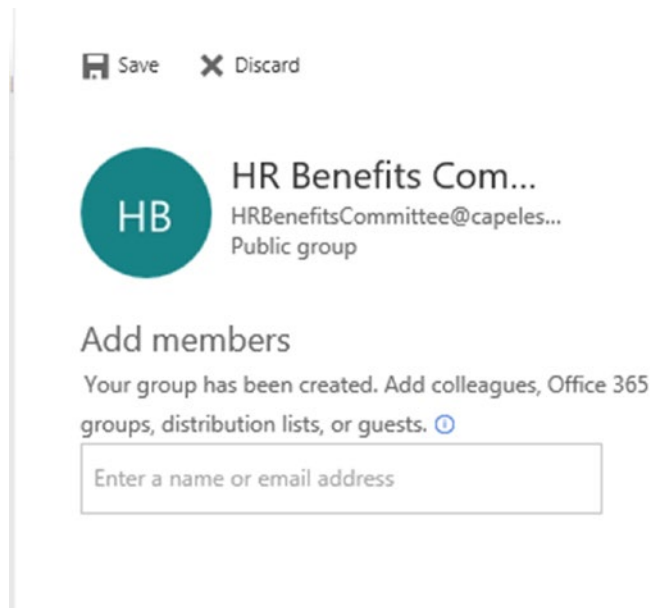 Save Discard
HB
HR Benefits Com...
HRBenefitsCommittee@capeles...
Public group
Add members
Your group has been created. Add colleagues, Office 365
groups, distribution lists, or guests.
Enter a name or email address